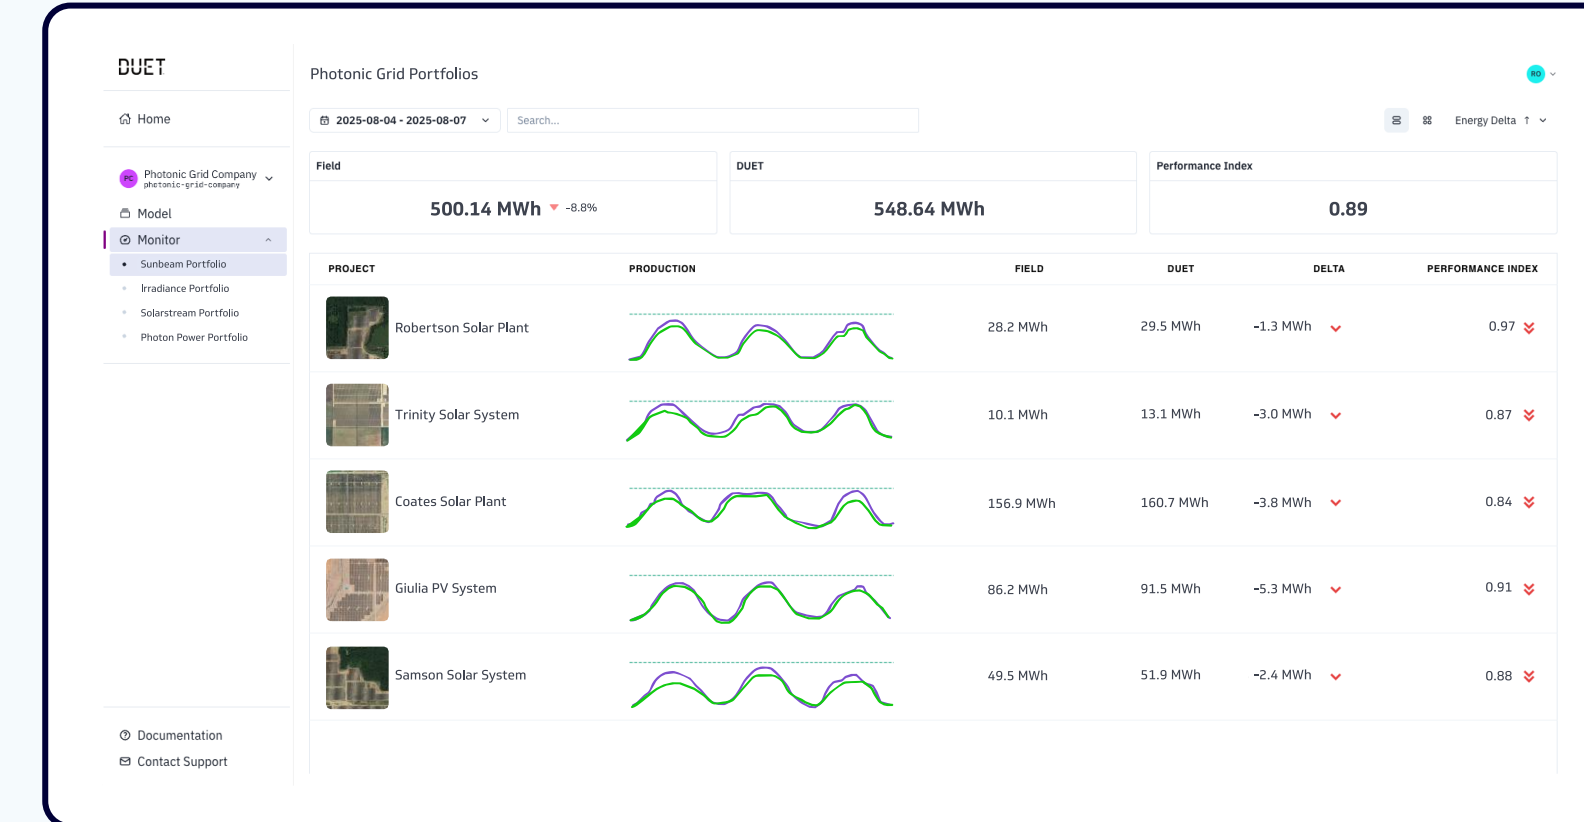 DUET
Home
PC
Photonic Grid Company
photonic-grid-company
Model
Monitor
Sunbeam Portfolio
Irradiance Portfolio
Solarstream Portfolio
Photon Power Portfolio
Documentation
Contact Support
Photonic Grid Portfolios
RO
2025-08-04 - 2025-08-07
Search...
Energy Delta ↑
Field
500.14 MWh -8.8%
DUET
548.64 MWh
Performance Index
0.89
PROJECT PRODUCTION FIELD DUET DELTA PERFORMANCE INDEX
Robertson Solar Plant 28.2 MWh 29.5 MWh -1.3 MWh 0.97
Trinity Solar System 10.1 MWh 13.1 MWh -3.0 MWh 0.87
Coates Solar Plant 156.9 MWh 160.7 MWh -3.8 MWh 0.84
Giulia PV System 86.2 MWh 91.5 MWh -5.3 MWh 0.91
Samson Solar System 49.5 MWh 51.9 MWh -2.4 MWh 0.88